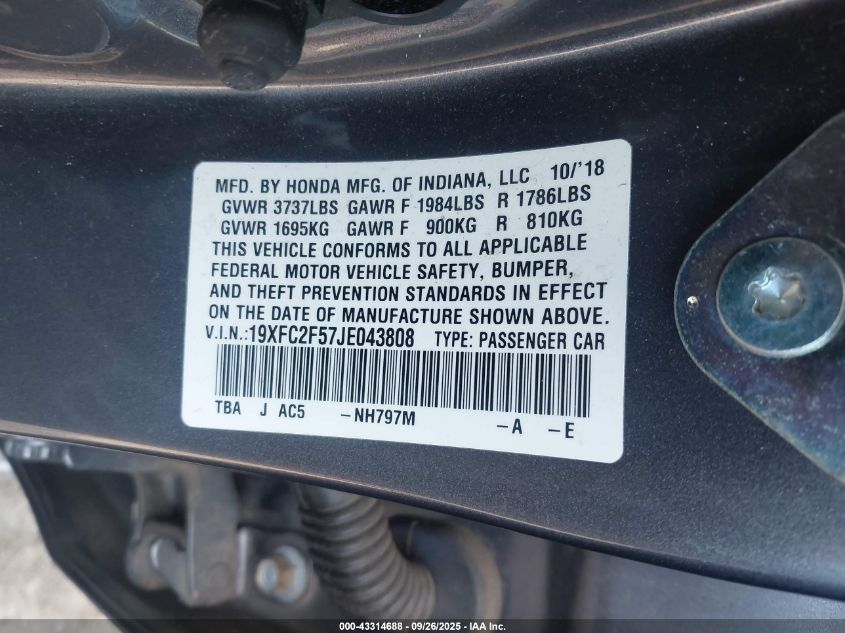 MFD. BY HONDA MFG. OF INDIANA, LLC 10/'18
GVWR 3737LBS GAWR F 1984LBS R 1786LBS
GVWR 1695KG GAWR F 900KG R 810KG
THIS VEHICLE CONFORMS TO ALL APPLICABLE
FEDERAL MOTOR VEHICLE SAFETY, BUMPER,
AND THEFT PREVENTION STANDARDS IN EFFECT
ON THE DATE OF MANUFACTURE SHOWN ABOVE.
V.I.N.:19XFC2F57JE043808 TYPE: PASSENGER CAR
TBA J AC5 -NH797M -A -E
000-43314688 - 09/26/2025 - IAA Inc.